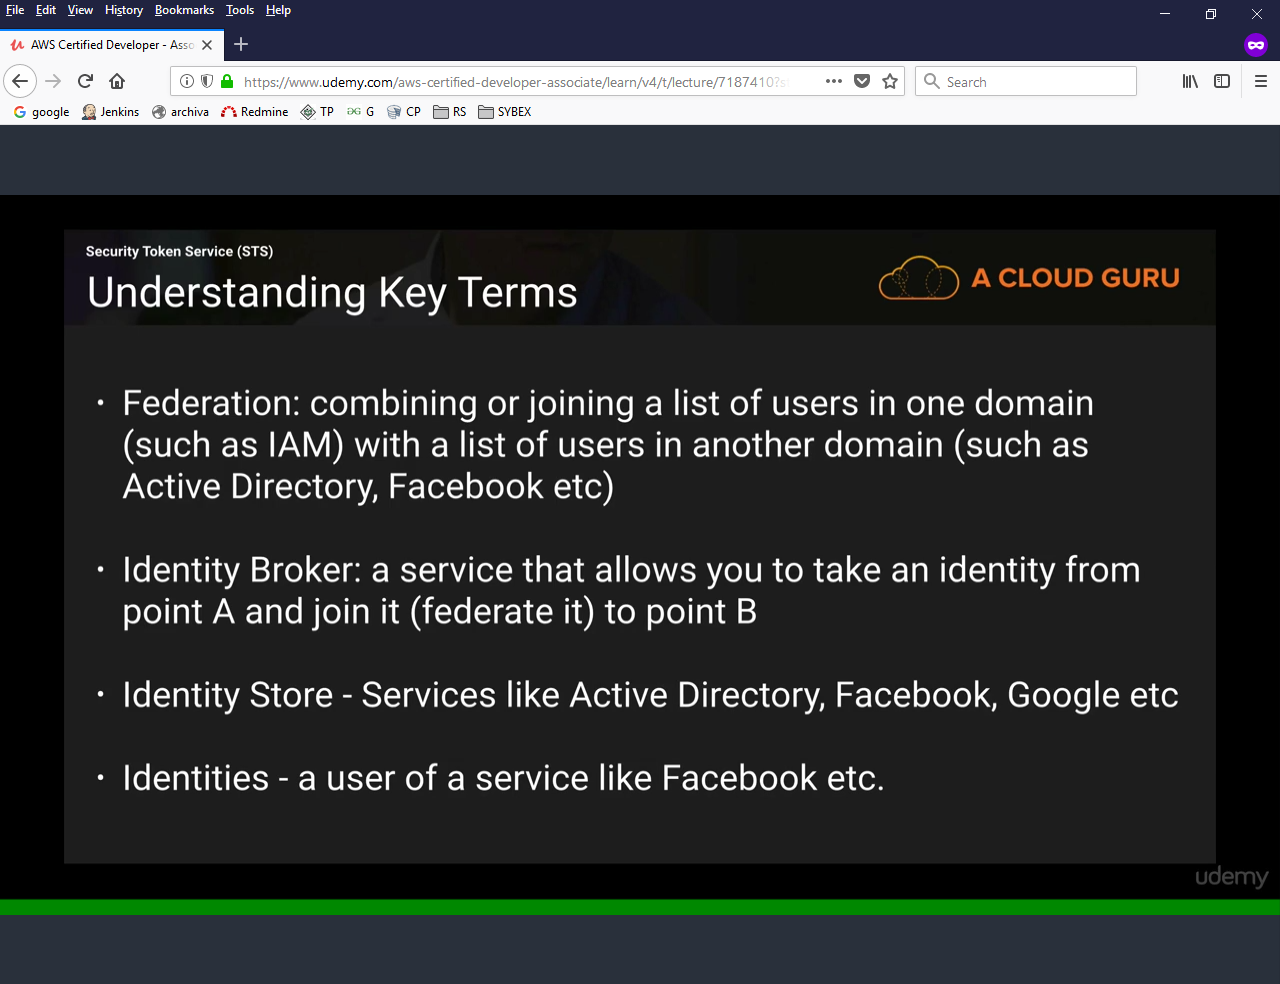 File Edit View History Bookmarks Tools Help
AWS Certified Developer - Asso
https://www.udemy.com/aws-certified-developer-associate/learn/v4/t/lecture/7187410?
Search
google Jenkins archiva Redmine TP G CP RS SYBEX
Security Token Service (STS)
Understanding Key Terms
A CLOUD GURU
• Federation: combining or joining a list of users in one domain
(such as IAM) with a list of users in another domain (such as
Active Directory, Facebook etc)
• Identity Broker: a service that allows you to take an identity from
point A and join it (federate it) to point B
• Identity Store - Services like Active Directory, Facebook, Google etc
• Identities - a user of a service like Facebook etc.
udemy